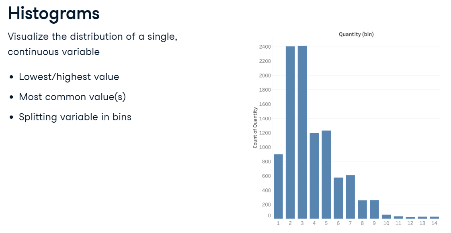 Histograms
Visualize the distribution of a single,
continuous variable
• Lowest/highest value
• Most common value(s)
• Splitting variable in bins
Quantity (bin)
Count of Quantity
2400
2200
2000
1800
1600
1400
1200
1000
800
600
400
200
0
1 2 3 4 5 6 7 8 9 10 11 12 13 14